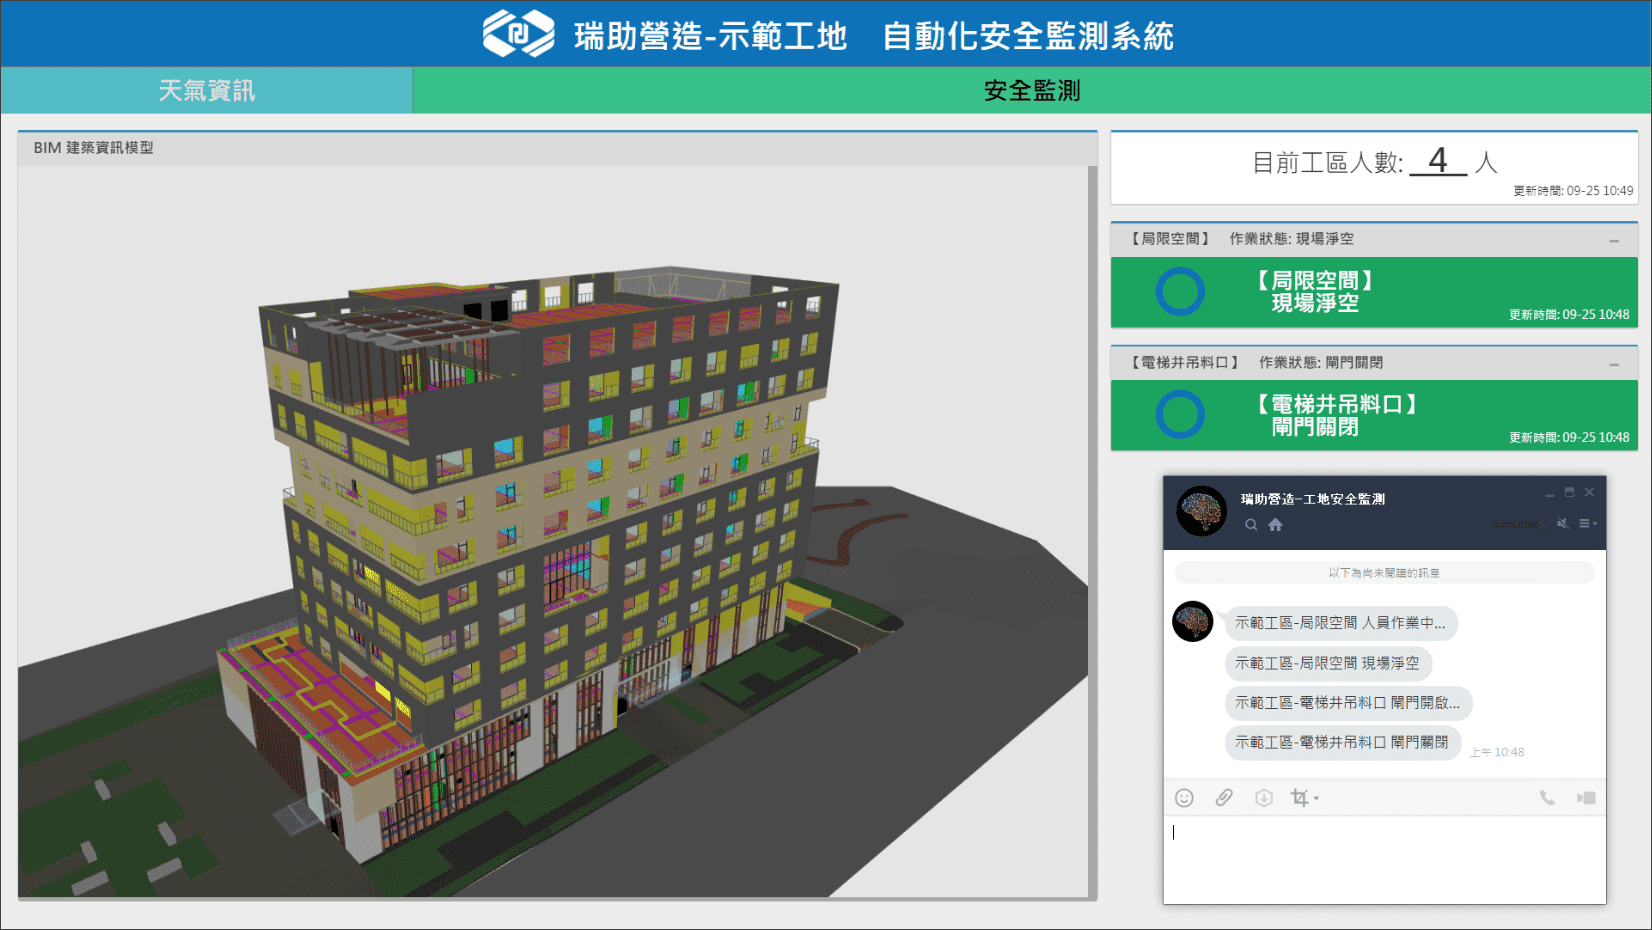 瑞助營造-示範工地 自動化安全監測系統
天氣資訊
安全監測
BIM 建築資訊模型
目前工區人數: 4 人
更新時間: 09-25 10:49
【局限空間】 作業狀態: 現場淨空
【局限空間】
現場淨空
更新時間: 09-25 10:48
【電梯井吊料口】 作業狀態: 閘門關閉
【電梯井吊料口】
閘門關閉
更新時間: 09-25 10:48
瑞助營造-工地安全監測
以下為尚未閱讀的訊息
示範工區-局限空間 人員作業中...
示範工區-局限空間 現場淨空
示範工區-電梯井吊料口 閘門開啟...
示範工區-電梯井吊料口 閘門關閉
上午 10:48